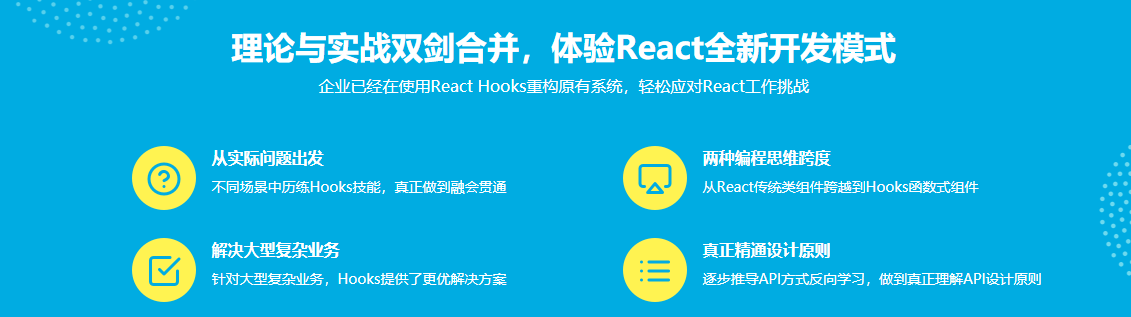 理论与实战双剑合并，体验React全新开发模式
企业已经在使用React Hooks重构原有系统，轻松应对React工作挑战
从实际问题出发
不同场景中历练Hooks技能，真正做到融会贯通
两种编程思维跨度
从React传统类组件跨越到Hooks函数式组件
解决大型复杂业务
针对大型复杂业务，Hooks提供了更优解决方案
真正精通设计原则
逐步推导API方式反向学习，做到真正理解API设计原则